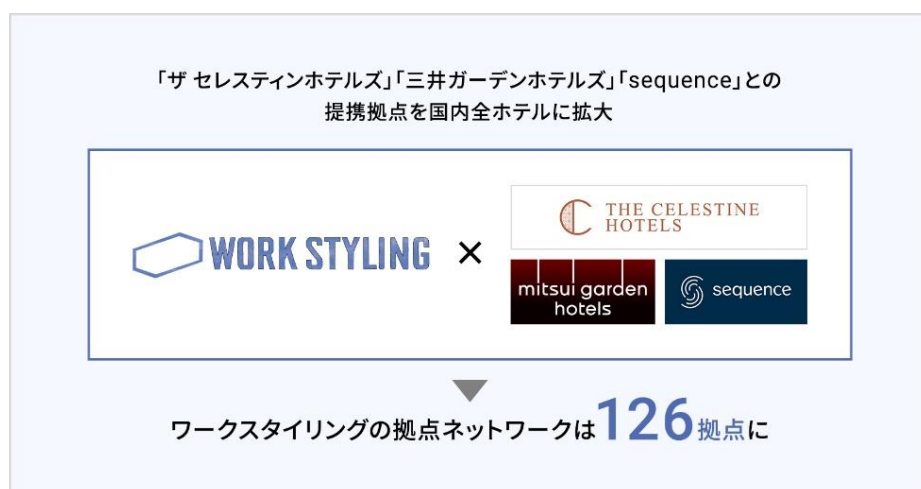 「ザ セレスティンホテルズ」「三井ガーデンホテルズ」「sequence」との
提携拠点を国内全ホテルに拡大
WORK STYLING
×
THE CELESTINE
HOTELS
mitsui garden
hotels
sequence
ワークスタイリングの拠点ネットワークは126拠点に